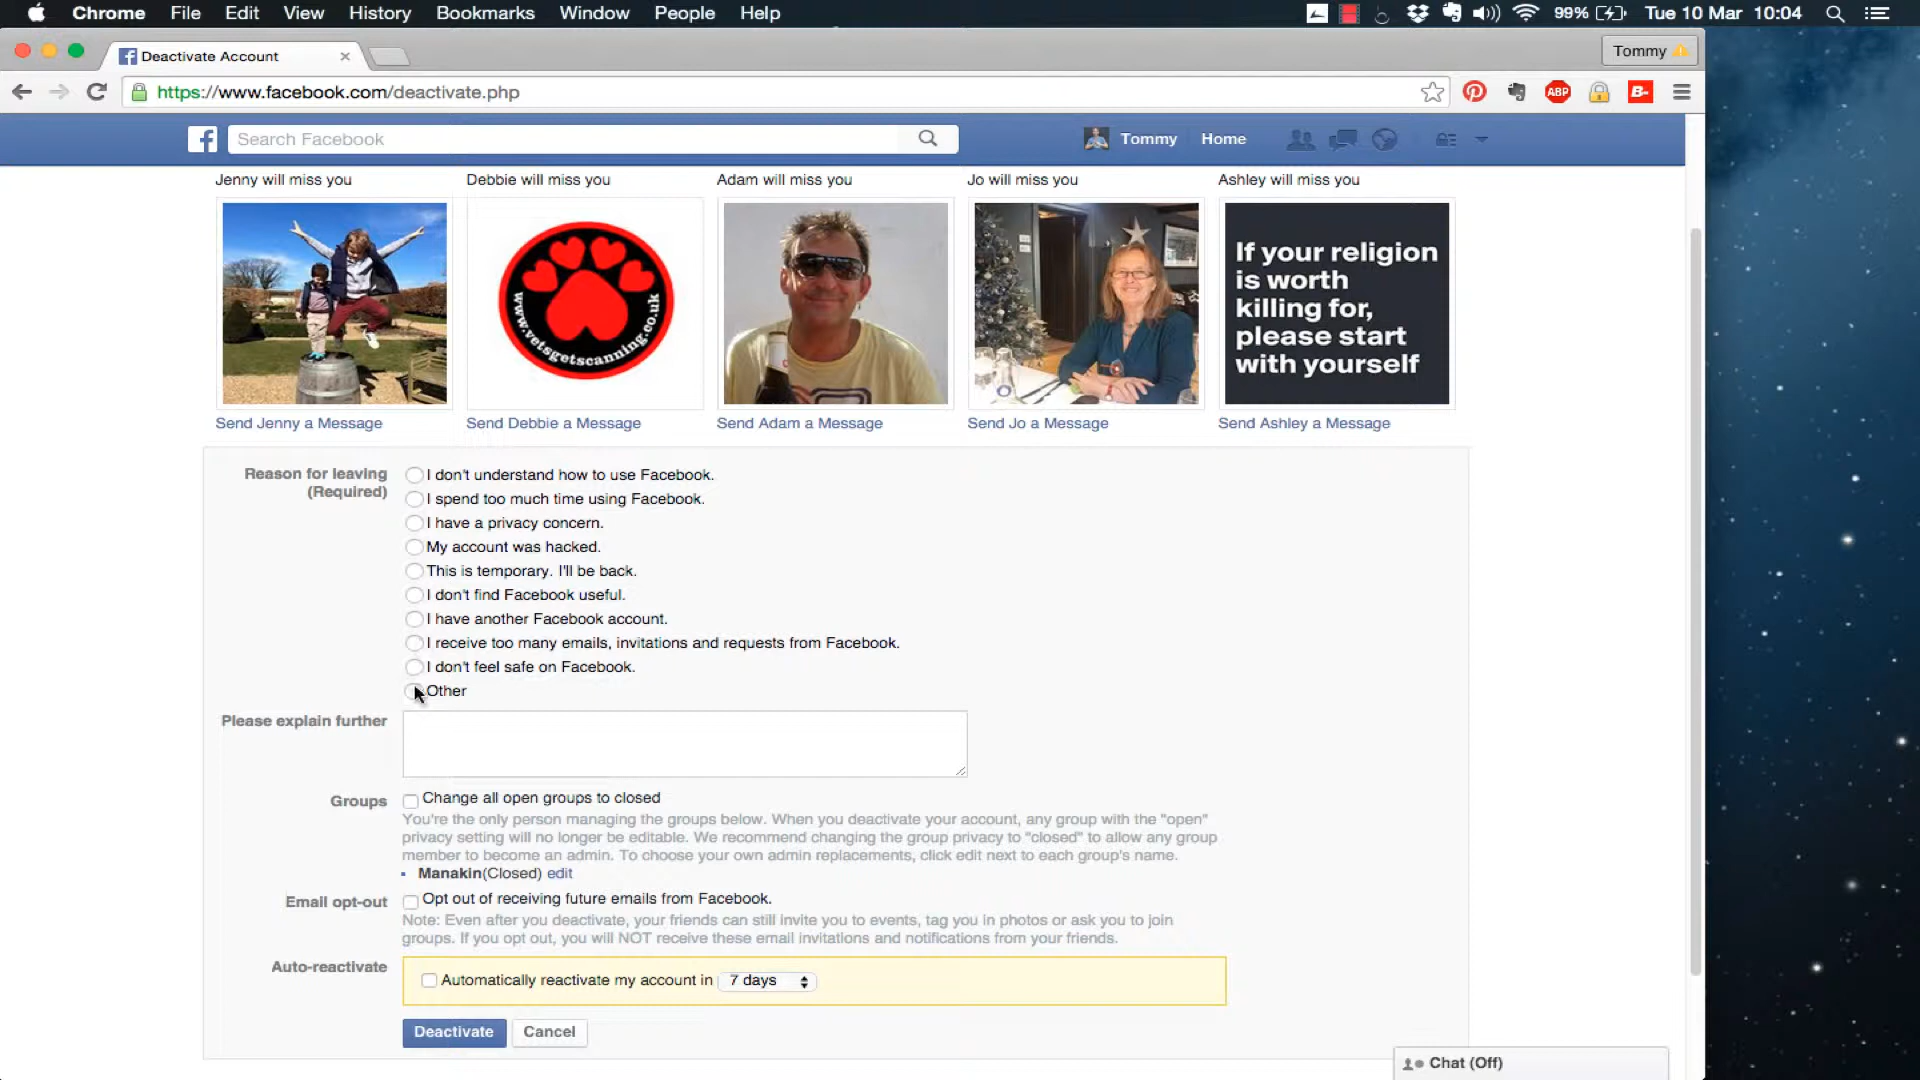 Chrome File Edit View History Bookmarks Window People Help 99% Tue 10 Mar 10:04
Deactivate Account Tommy
https://www.facebook.com/deactivate.php ABP B-
f Search Facebook Tommy Home
Jenny will miss you Debbie will miss you Adam will miss you Jo will miss you Ashley will miss you
www.vetsgetscanning.co.uk
If your religion
is worth
killing for,
please start
with yourself
Send Jenny a Message Send Debbie a Message Send Adam a Message Send Jo a Message Send Ashley a Message
Reason for leaving
(Required)
I don't understand how to use Facebook.
I spend too much time using Facebook.
I have a privacy concern.
My account was hacked.
This is temporary. I'll be back.
I don't find Facebook useful.
I have another Facebook account.
I receive too many emails, invitations and requests from Facebook.
I don't feel safe on Facebook.
Other
Please explain further
Groups Change all open groups to closed
You're the only person managing the groups below. When you deactivate your account, any group with the "open"
privacy setting will no longer be editable. We recommend changing the group privacy to "closed" to allow any group
member to become an admin. To choose your own admin replacements, click edit next to each group's name.
Manakin(Closed) edit
Email opt-out Opt out of receiving future emails from Facebook.
Note: Even after you deactivate, your friends can still invite you to events, tag you in photos or ask you to join
groups. If you opt out, you will NOT receive these email invitations and notifications from your friends.
Auto-reactivate Automatically reactivate my account in 7 days
Deactivate Cancel
Chat (Off)